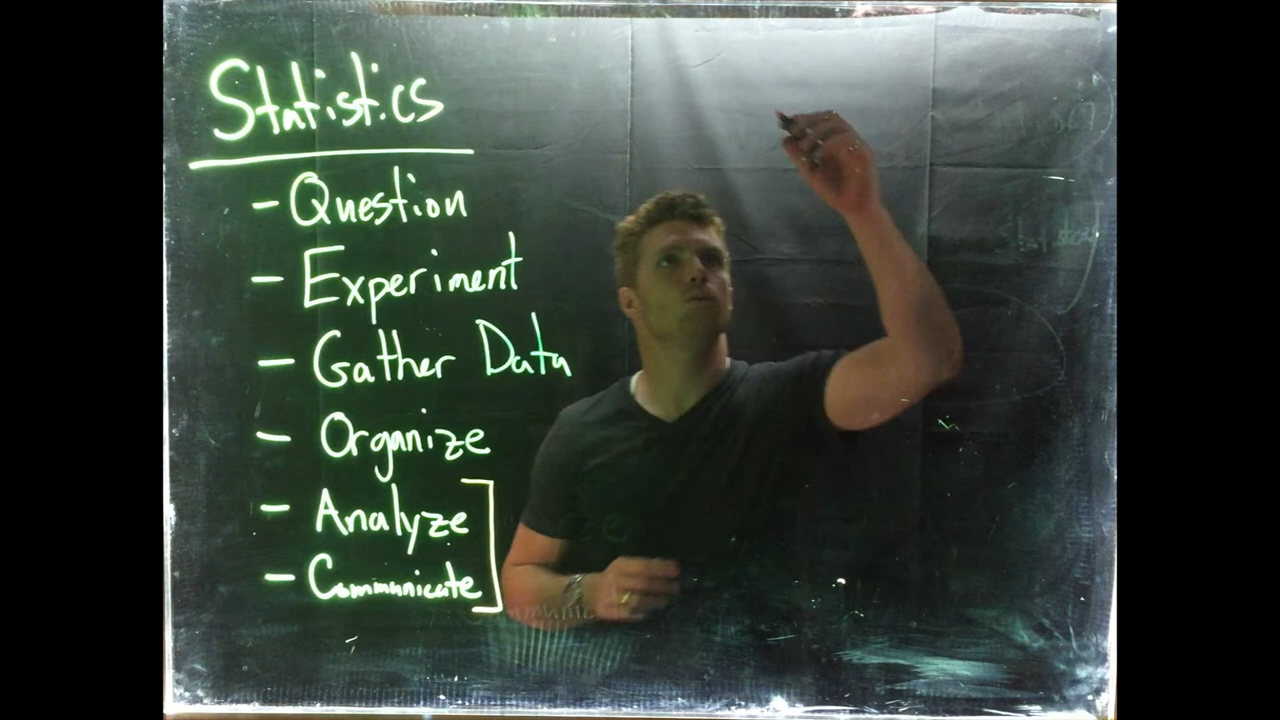 Statistics
- Question
- Experiment
- Gather Data
- Organize
- Analyze
- Communicate